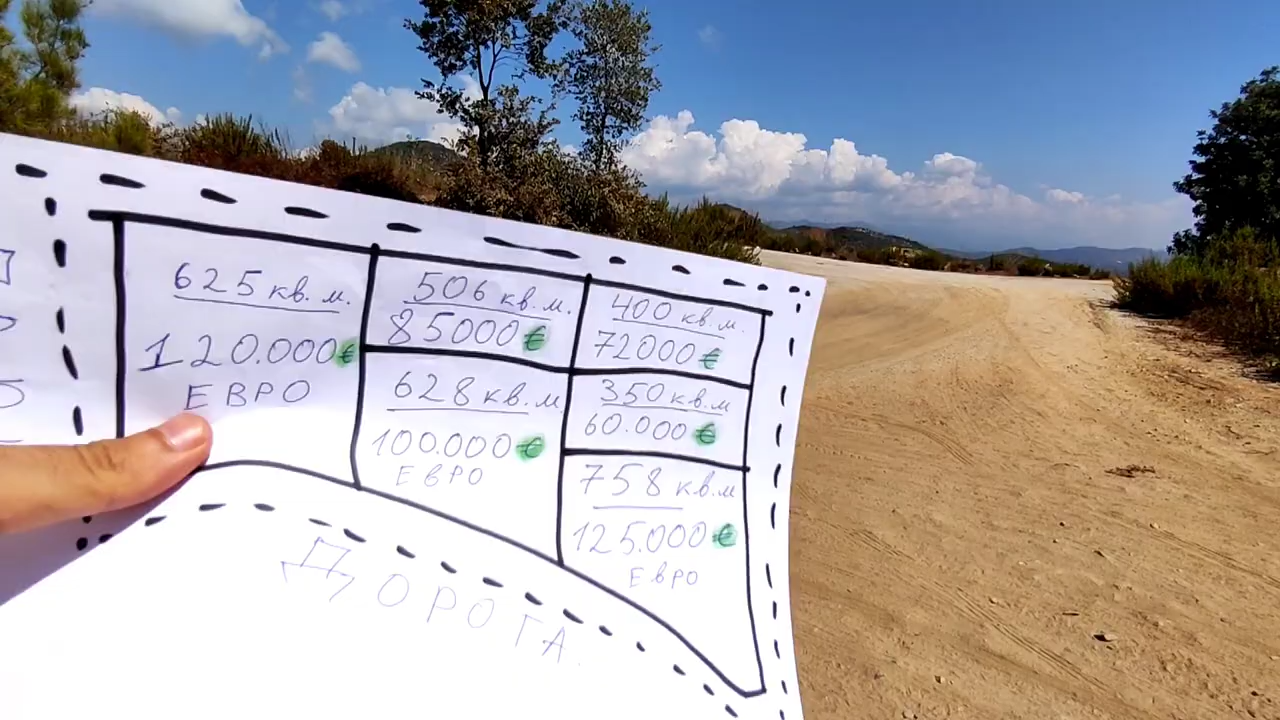 625 кв. м.
120.000€
ЕВРО
506 кв. м.
85000 €
628 кв. м
100.000 €
ЕВРО
400 кв. м.
72000 €
350 кв. м
60.000 €
758 кв. м
125.000 €
ЕВРО
ДОРОГА.